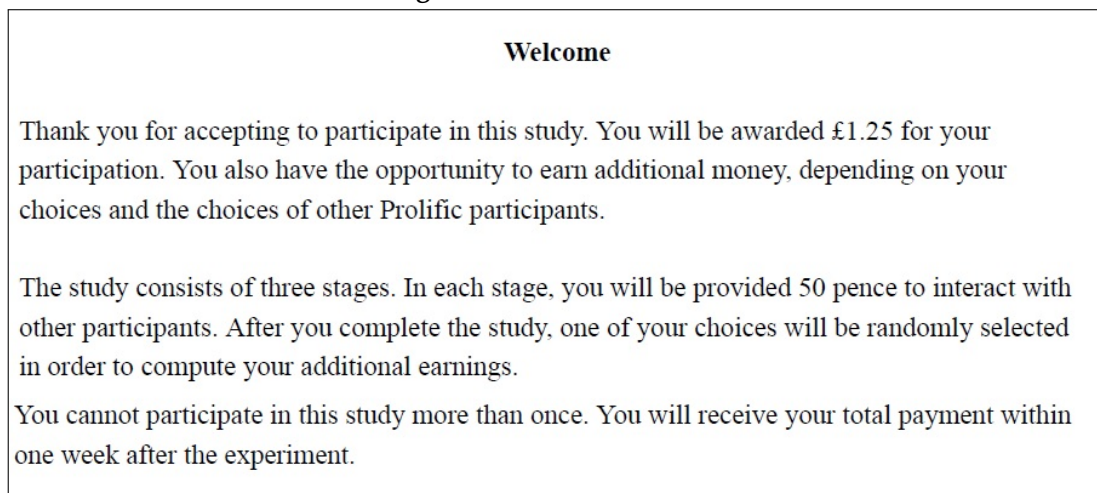 Welcome
Thank you for accepting to participate in this study. You will be awarded £1.25 for your
participation. You also have the opportunity to earn additional money, depending on your
choices and the choices of other Prolific participants.
The study consists of three stages. In each stage, you will be provided 50 pence to interact with
other participants. After you complete the study, one of your choices will be randomly selected
in order to compute your additional earnings.
You cannot participate in this study more than once. You will receive your total payment within
one week after the experiment.